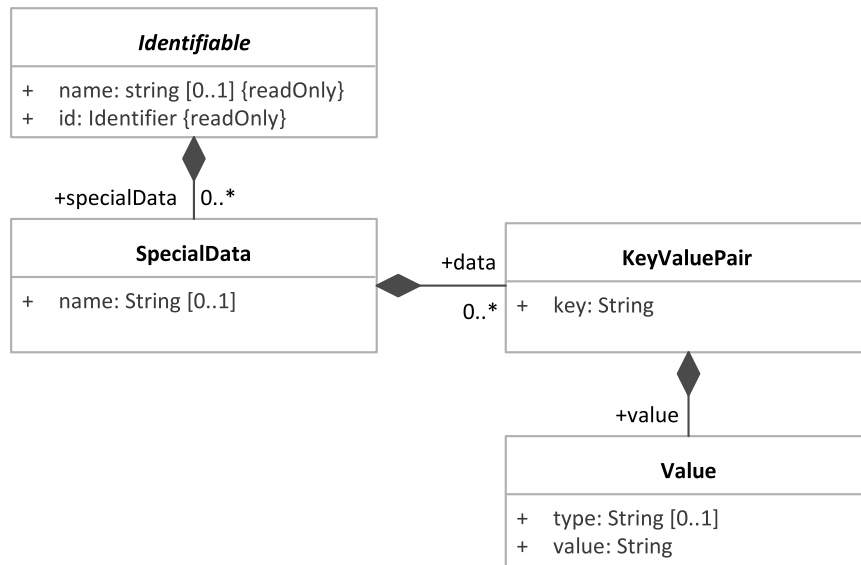 Identifiable
+ name: string [0..1] {readOnly}
+ id: Identifier {readOnly}
+specialData 0..*
SpecialData
+ name: String [0..1]
+data
0..*
KeyValuePair
+ key: String
+value
Value
+ type: String [0..1]
+ value: String